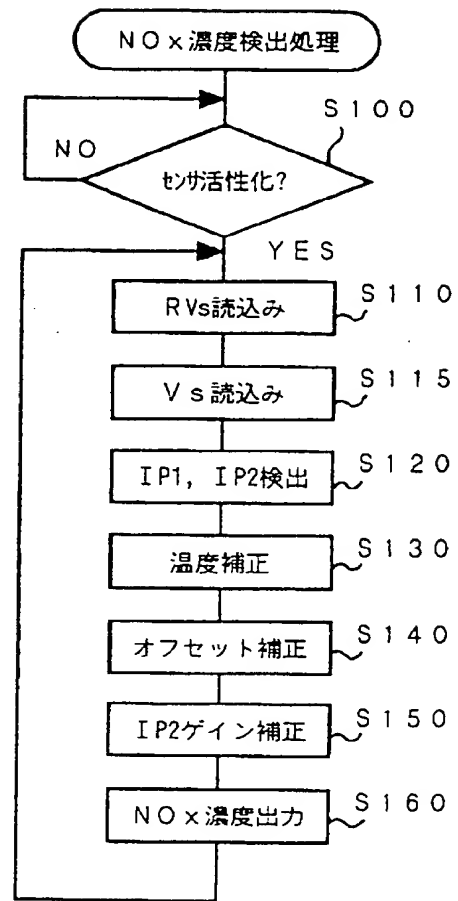 NOx濃度検出処理
S100
NO
センサ活性化?
YES
RVs読込み
S110
Vs読込み
S115
IP1, IP2検出
S120
温度補正
S130
オフセット補正
S140
IP2ゲイン補正
S150
NOx濃度出力
S160